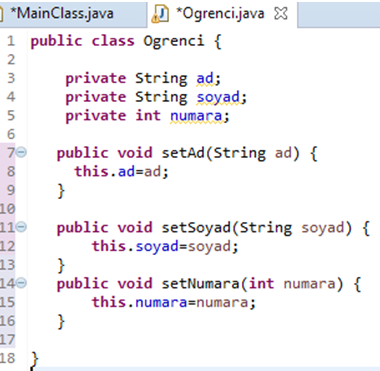 *MainClass.java *Ogrenci.java
1 public class Ogrenci {
2
3 private String ad;
4 private String soyad;
5 private int numara;
6
7 public void setAd(String ad) {
8 this.ad=ad;
9 }
10
11 public void setSoyad(String soyad) {
12 this.soyad=soyad;
13 }
14 public void setNumara(int numara) {
15 this.numara=numara;
16 }
17
18 }